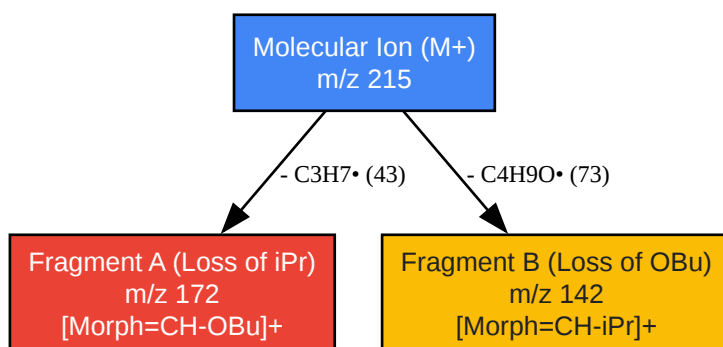 Molecular Ion (M+)
m/z 215
- C3H7• (43)
- C4H9O• (73)
Fragment A (Loss of iPr)
m/z 172
[Morph=CH-OBu]+
Fragment B (Loss of OBu)
m/z 142
[Morph=CH-iPr]+